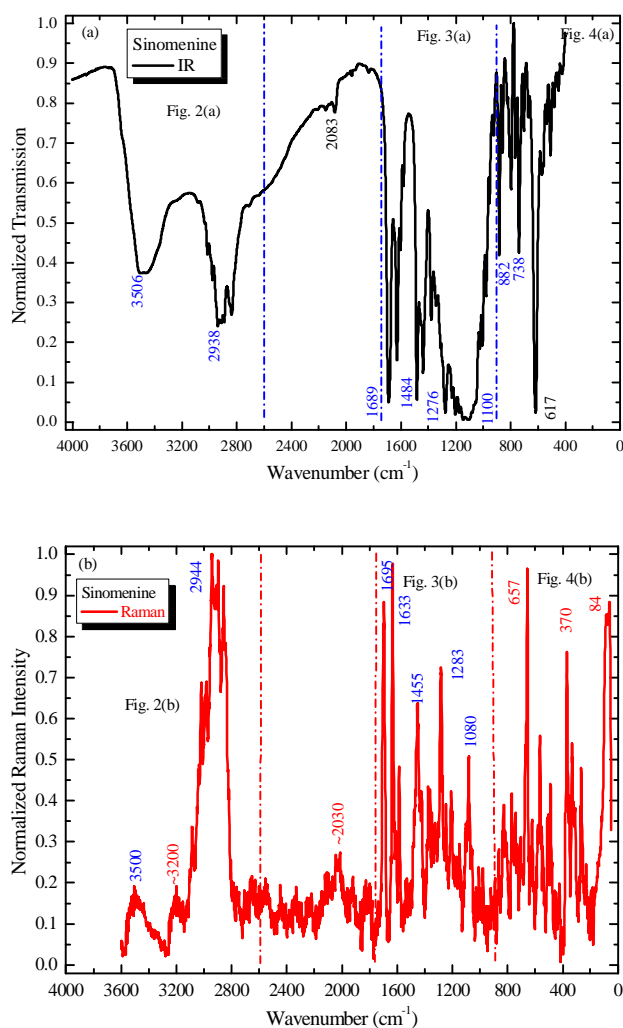 (a)
Sinomenine
IR
Fig. 2(a)
Fig. 3(a)
Fig. 4(a)
2083
3506
2938
1689
1484
1276
1100
882
738
617
Normalized Transmission
1.0
0.9
0.8
0.7
0.6
0.5
0.4
0.3
0.2
0.1
0.0
4000 3600 3200 2800 2400 2000 1600 1200 800 400 0
Wavenumber (cm⁻¹)
(b)
Sinomenine
Raman
Fig. 2(b)
Fig. 3(b)
Fig. 4(b)
3500
~3200
2944
~2030
1695
1633
1455
1283
1080
657
370
84
Normalized Raman Intensity
1.0
0.9
0.8
0.7
0.6
0.5
0.4
0.3
0.2
0.1
0.0
4000 3600 3200 2800 2400 2000 1600 1200 800 400 0
Wavenumber (cm⁻¹)